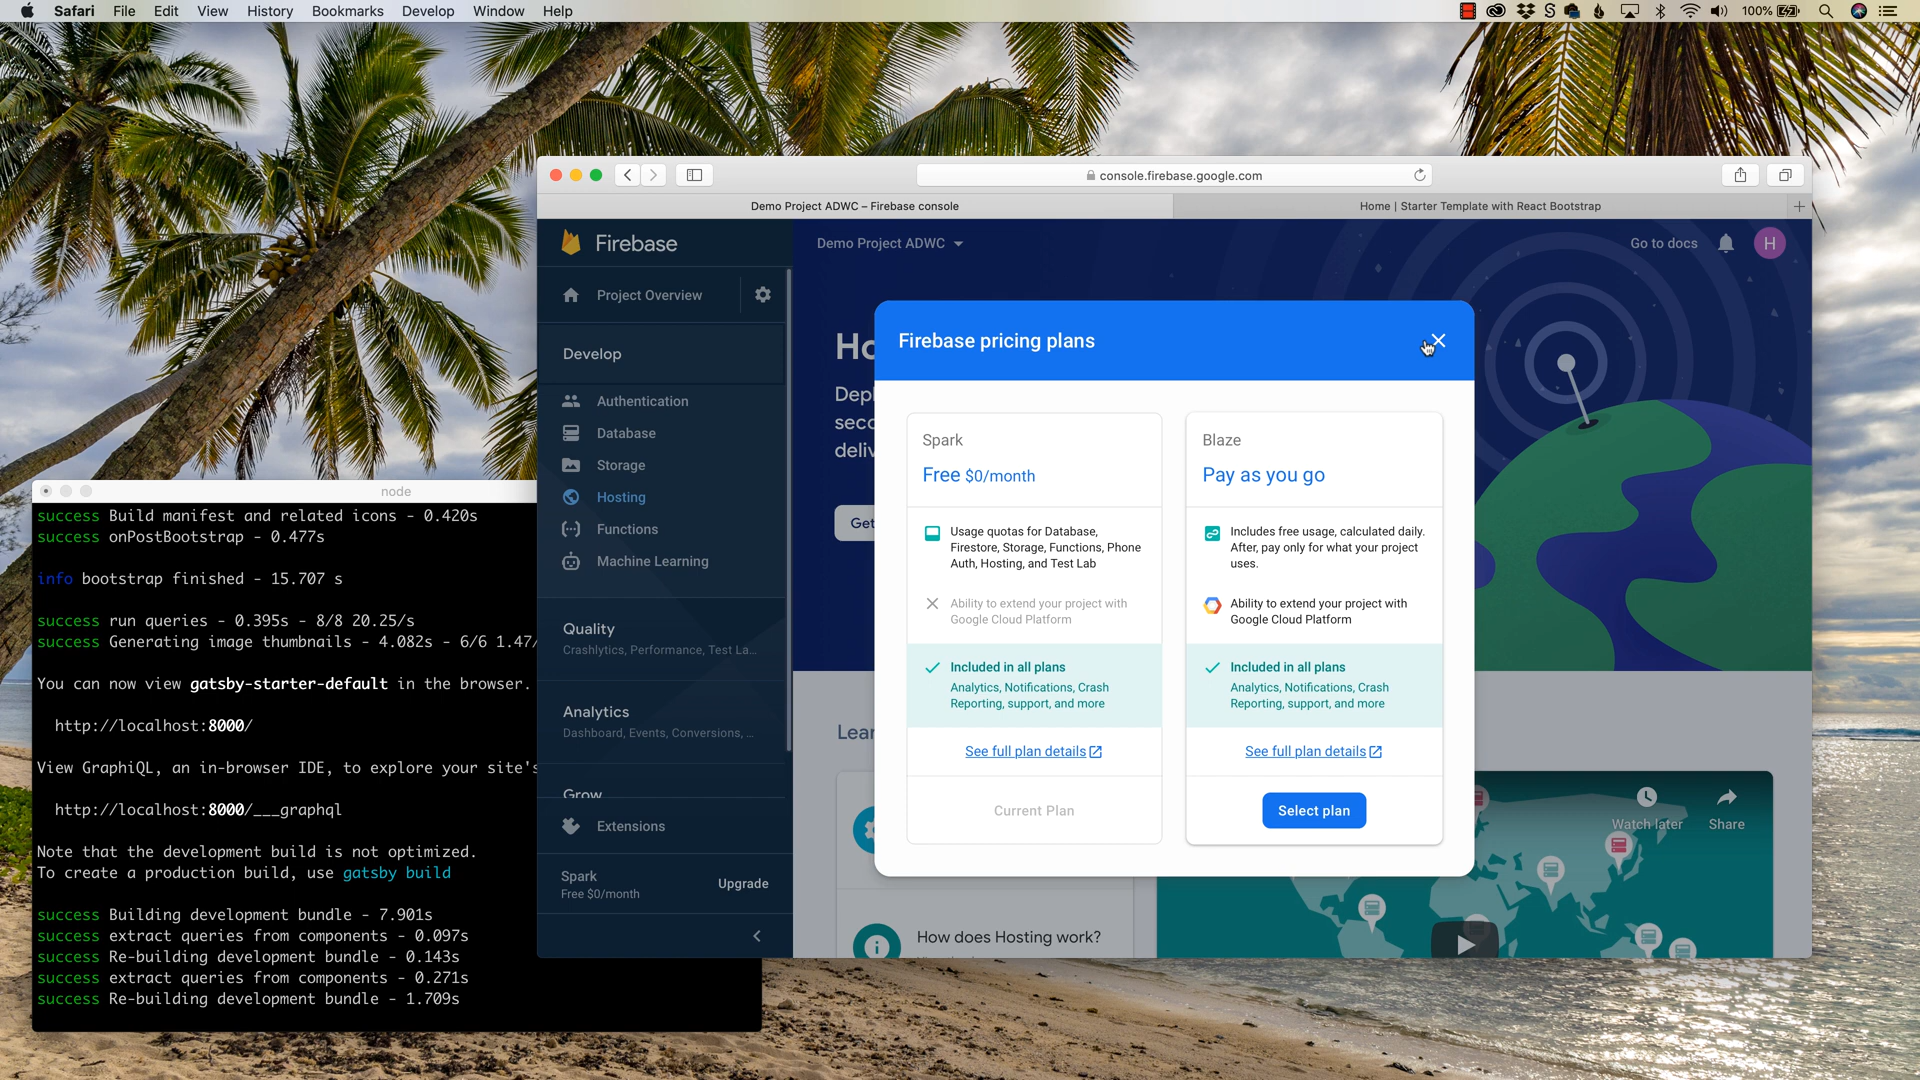 Safari File Edit View History Bookmarks Develop Window Help
100%
console.firebase.google.com
Demo Project ADWC – Firebase console
Home | Starter Template with React Bootstrap
Firebase
Project Overview
Develop
Authentication
Database
Storage
Hosting
Functions
Machine Learning
Quality
Crashlytics, Performance, Test La...
Analytics
Dashboard, Events, Conversions, ...
Grow
Extensions
Spark
Free $0/month
Upgrade
Demo Project ADWC
Go to docs
H
Ho
Depl
seco
deliv
Get
Lear
How does Hosting work?
Watch later
Share
Firebase pricing plans
Spark
Free $0/month
Usage quotas for Database,
Firestore, Storage, Functions, Phone
Auth, Hosting, and Test Lab
Ability to extend your project with
Google Cloud Platform
Included in all plans
Analytics, Notifications, Crash
Reporting, support, and more
See full plan details
Current Plan
Blaze
Pay as you go
Includes free usage, calculated daily.
After, pay only for what your project
uses.
Ability to extend your project with
Google Cloud Platform
Included in all plans
Analytics, Notifications, Crash
Reporting, support, and more
See full plan details
Select plan
node
success Build manifest and related icons - 0.420s
success onPostBootstrap - 0.477s
info bootstrap finished - 15.707 s
success run queries - 0.395s - 8/8 20.25/s
success Generating image thumbnails - 4.082s - 6/6 1.47/
You can now view gatsby-starter-default in the browser.
http://localhost:8000/
View GraphiQL, an in-browser IDE, to explore your site's
http://localhost:8000/___graphql
Note that the development build is not optimized.
To create a production build, use gatsby build
success Building development bundle - 7.901s
success extract queries from components - 0.097s
success Re-building development bundle - 0.143s
success extract queries from components - 0.271s
success Re-building development bundle - 1.709s